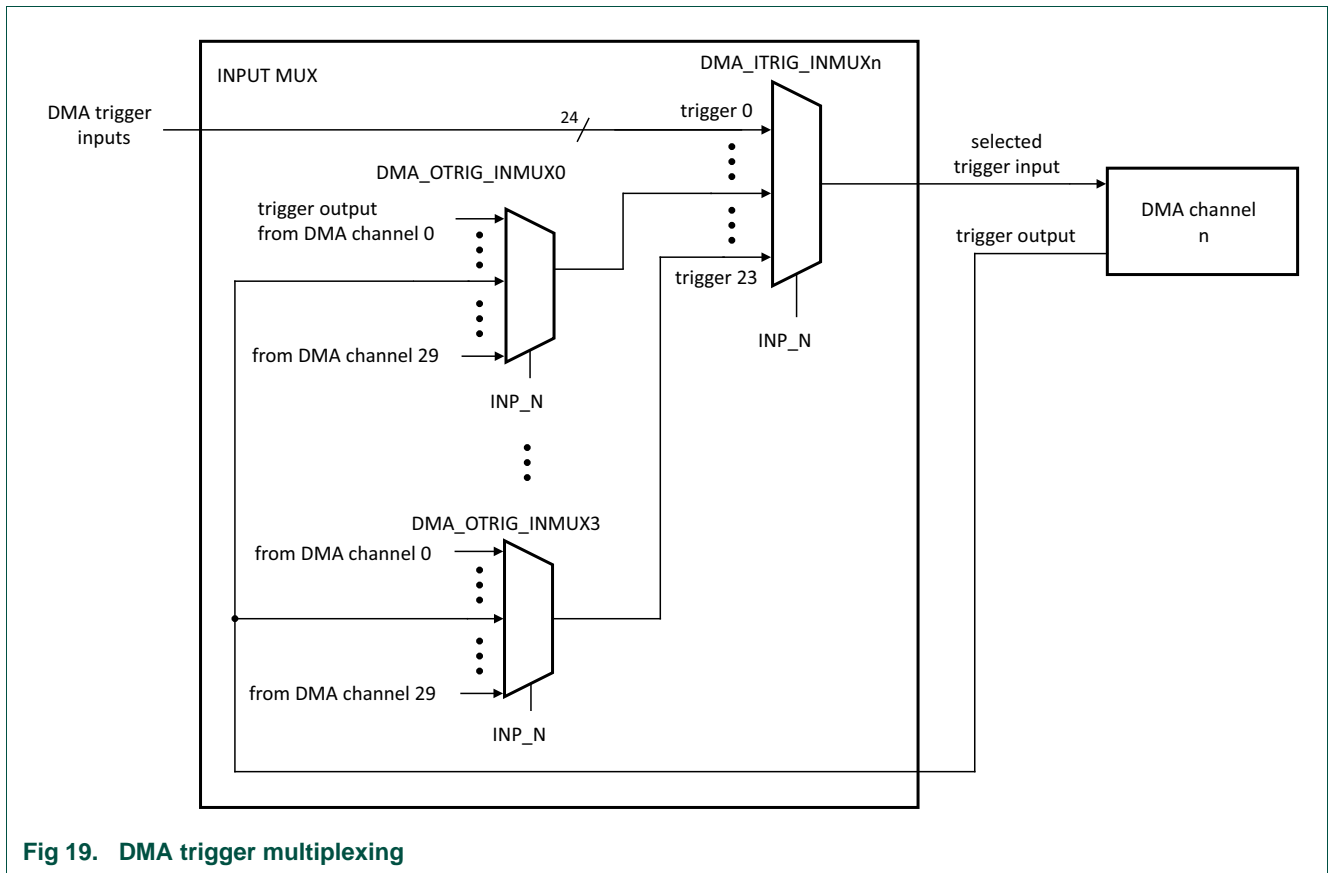 INPUT MUX
DMA_ITRIG_INMUXn
DMA trigger
inputs
24
trigger 0
DMA_OTRIG_INMUX0
trigger output
from DMA channel 0
from DMA channel 29
INP_N
trigger 23
INP_N
selected
trigger input
trigger output
DMA channel
n
DMA_OTRIG_INMUX3
from DMA channel 0
from DMA channel 29
INP_N
Fig 19. DMA trigger multiplexing